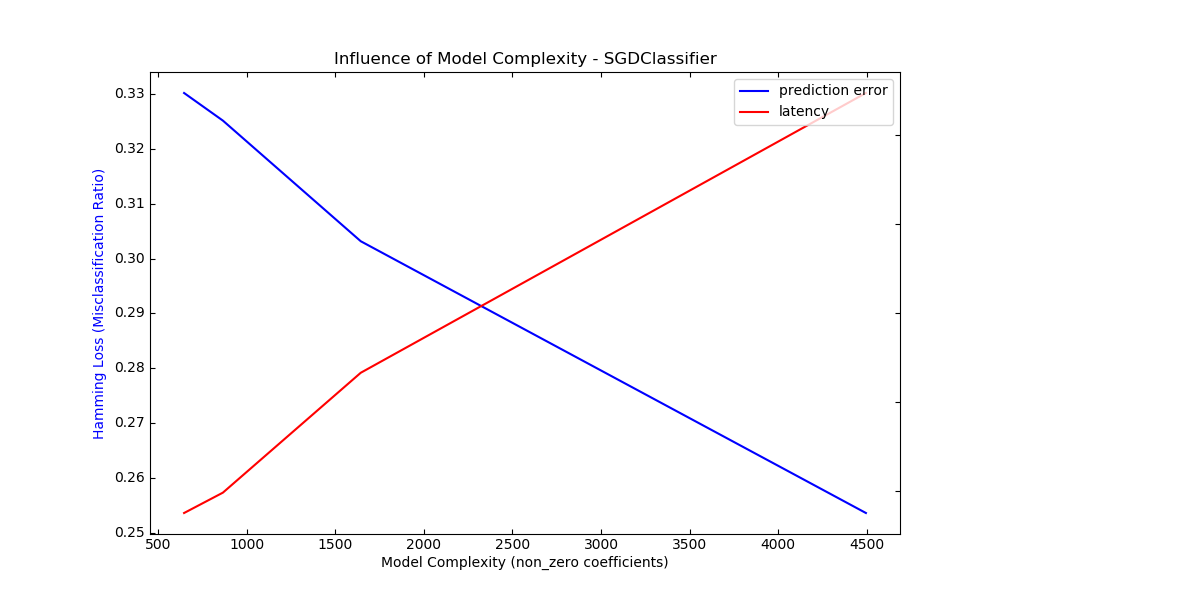 Influence of Model Complexity - SGDClassifier
prediction error
latency
0.33
0.32
0.31
0.30
0.29
0.28
0.27
0.26
0.25
Hamming Loss (Misclassification Ratio)
500 1000 1500 2000 2500 3000 3500 4000 4500
Model Complexity (non_zero coefficients)